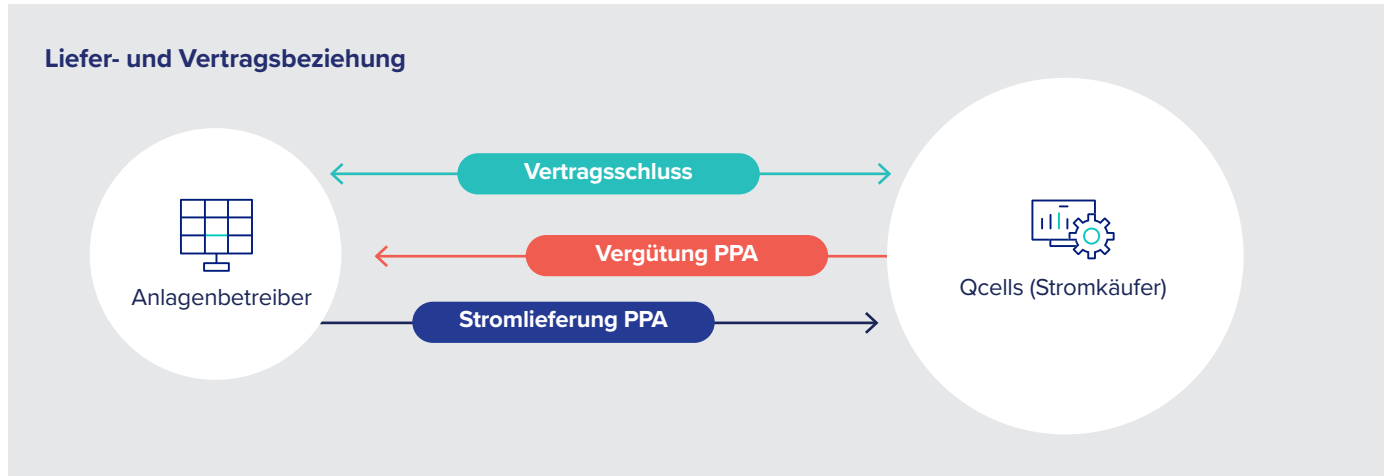 Liefer- und Vertragsbeziehung
Vertragsschluss
Vergütung PPA
Anlagenbetreiber
Qcells (Stromkäufer)
Stromlieferung PPA